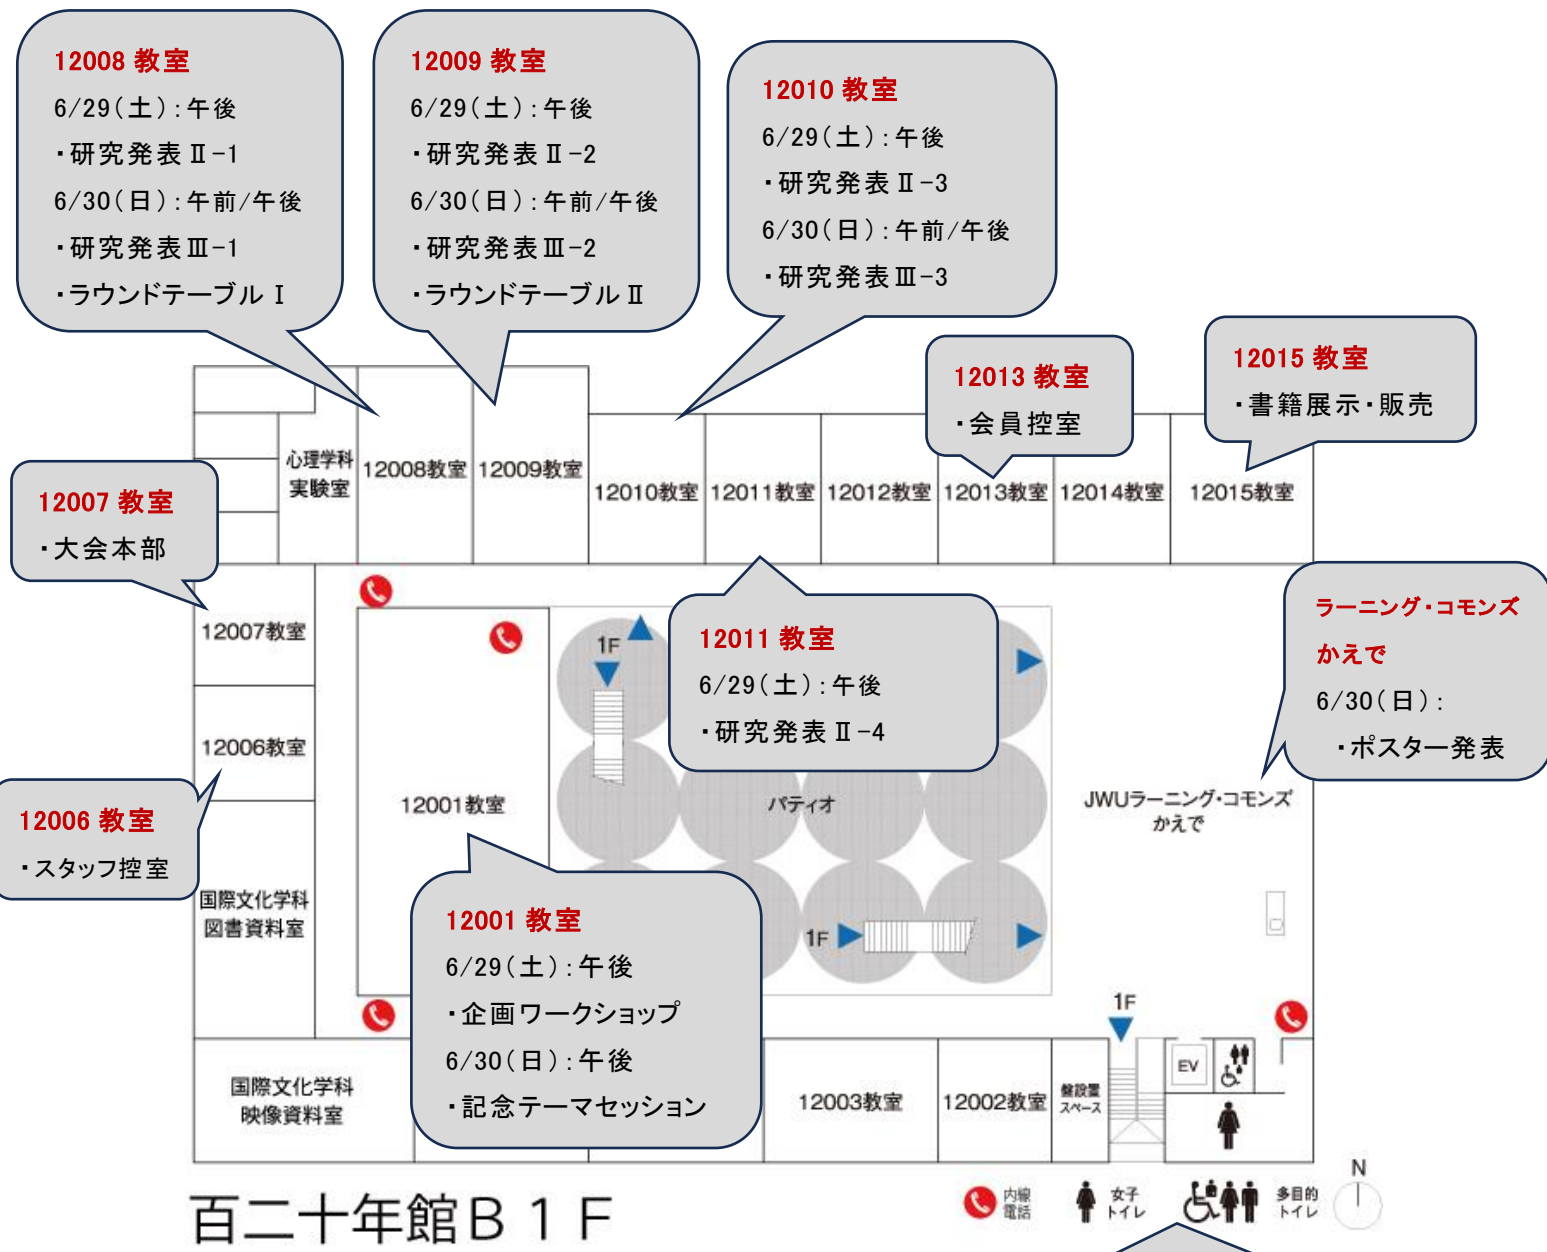 12008 教室
6/29(土):午後
・研究発表Ⅱ-1
6/30(日):午前/午後
・研究発表Ⅲ-1
・ラウンドテーブルⅠ
12009 教室
6/29(土):午後
・研究発表Ⅱ-2
6/30(日):午前/午後
・研究発表Ⅲ-2
・ラウンドテーブルⅡ
12010 教室
6/29(土):午後
・研究発表Ⅱ-3
6/30(日):午前/午後
・研究発表Ⅲ-3
12013 教室
・会員控室
12015 教室
・書籍展示・販売
心理学科
実験室
12008教室
12009教室
12010教室
12011教室
12012教室
12013教室
12014教室
12015教室
12007 教室
・大会本部
12007教室
12006教室
12006 教室
・スタッフ控室
国際文化学科
図書資料室
12001教室
1F
12011 教室
6/29(土):午後
・研究発表Ⅱ-4
パティオ
ラーニング・コモンズ
かえで
6/30(日):
・ポスター発表
JWUラーニング・コモンズ
かえで
12001 教室
6/29(土):午後
・企画ワークショップ
6/30(日):午後
・記念テーマセッション
1F
1F
国際文化学科
映像資料室
12003教室
12002教室
盤設置
スペース
EV
百二十年館B1F
内線
電話
女子
トイレ
多目的
トイレ
N